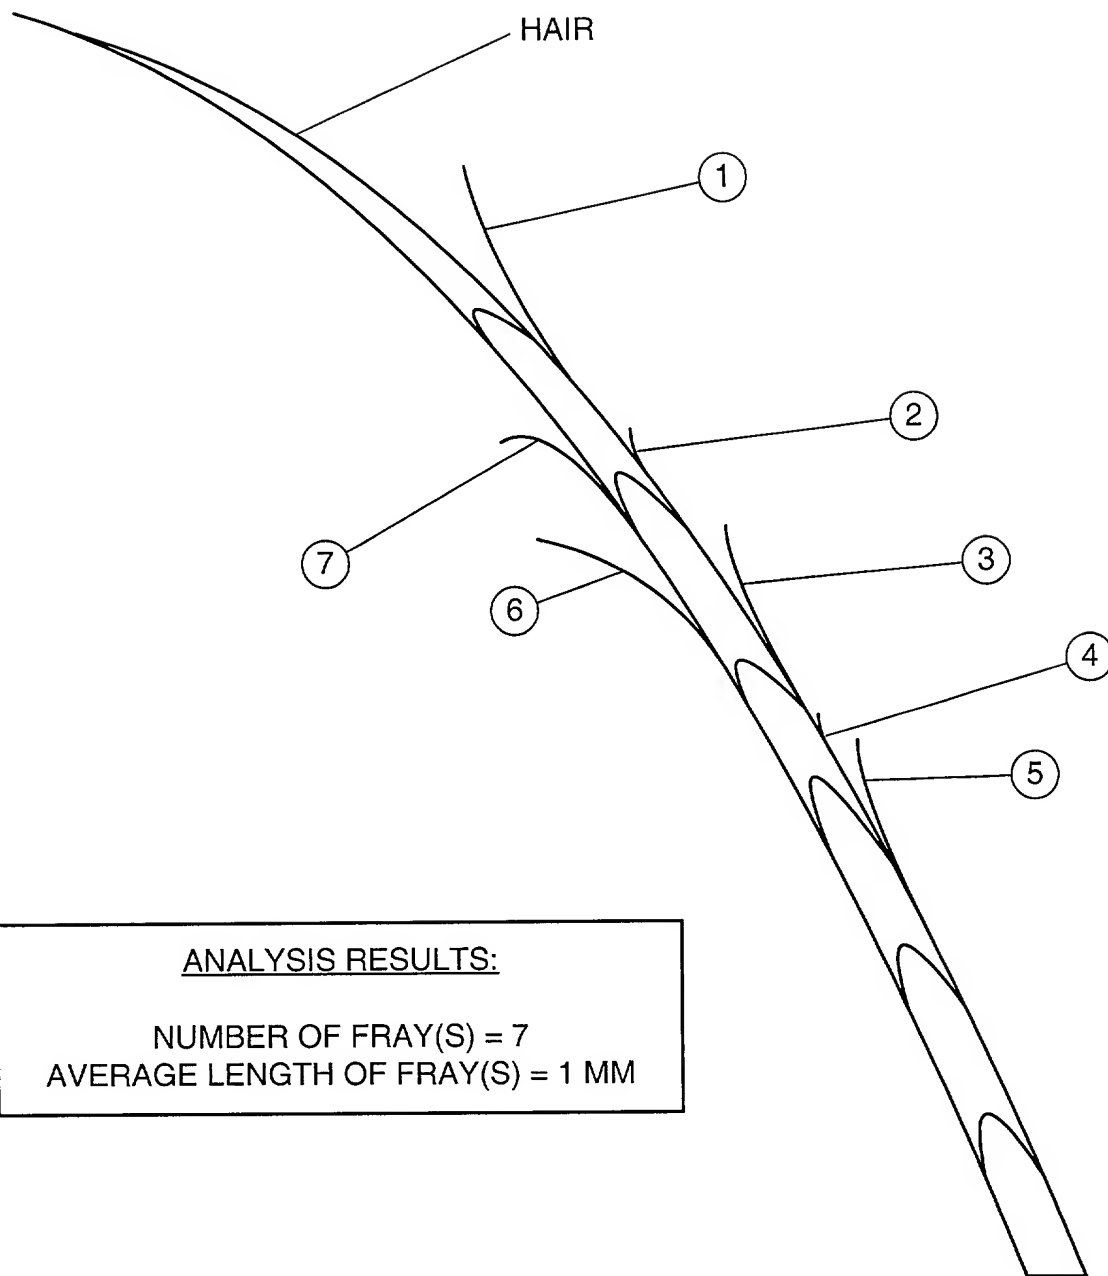 HAIR
1
2
3
4
5
6
7
ANALYSIS RESULTS:
NUMBER OF FRAY(S) = 7
AVERAGE LENGTH OF FRAY(S) = 1 MM